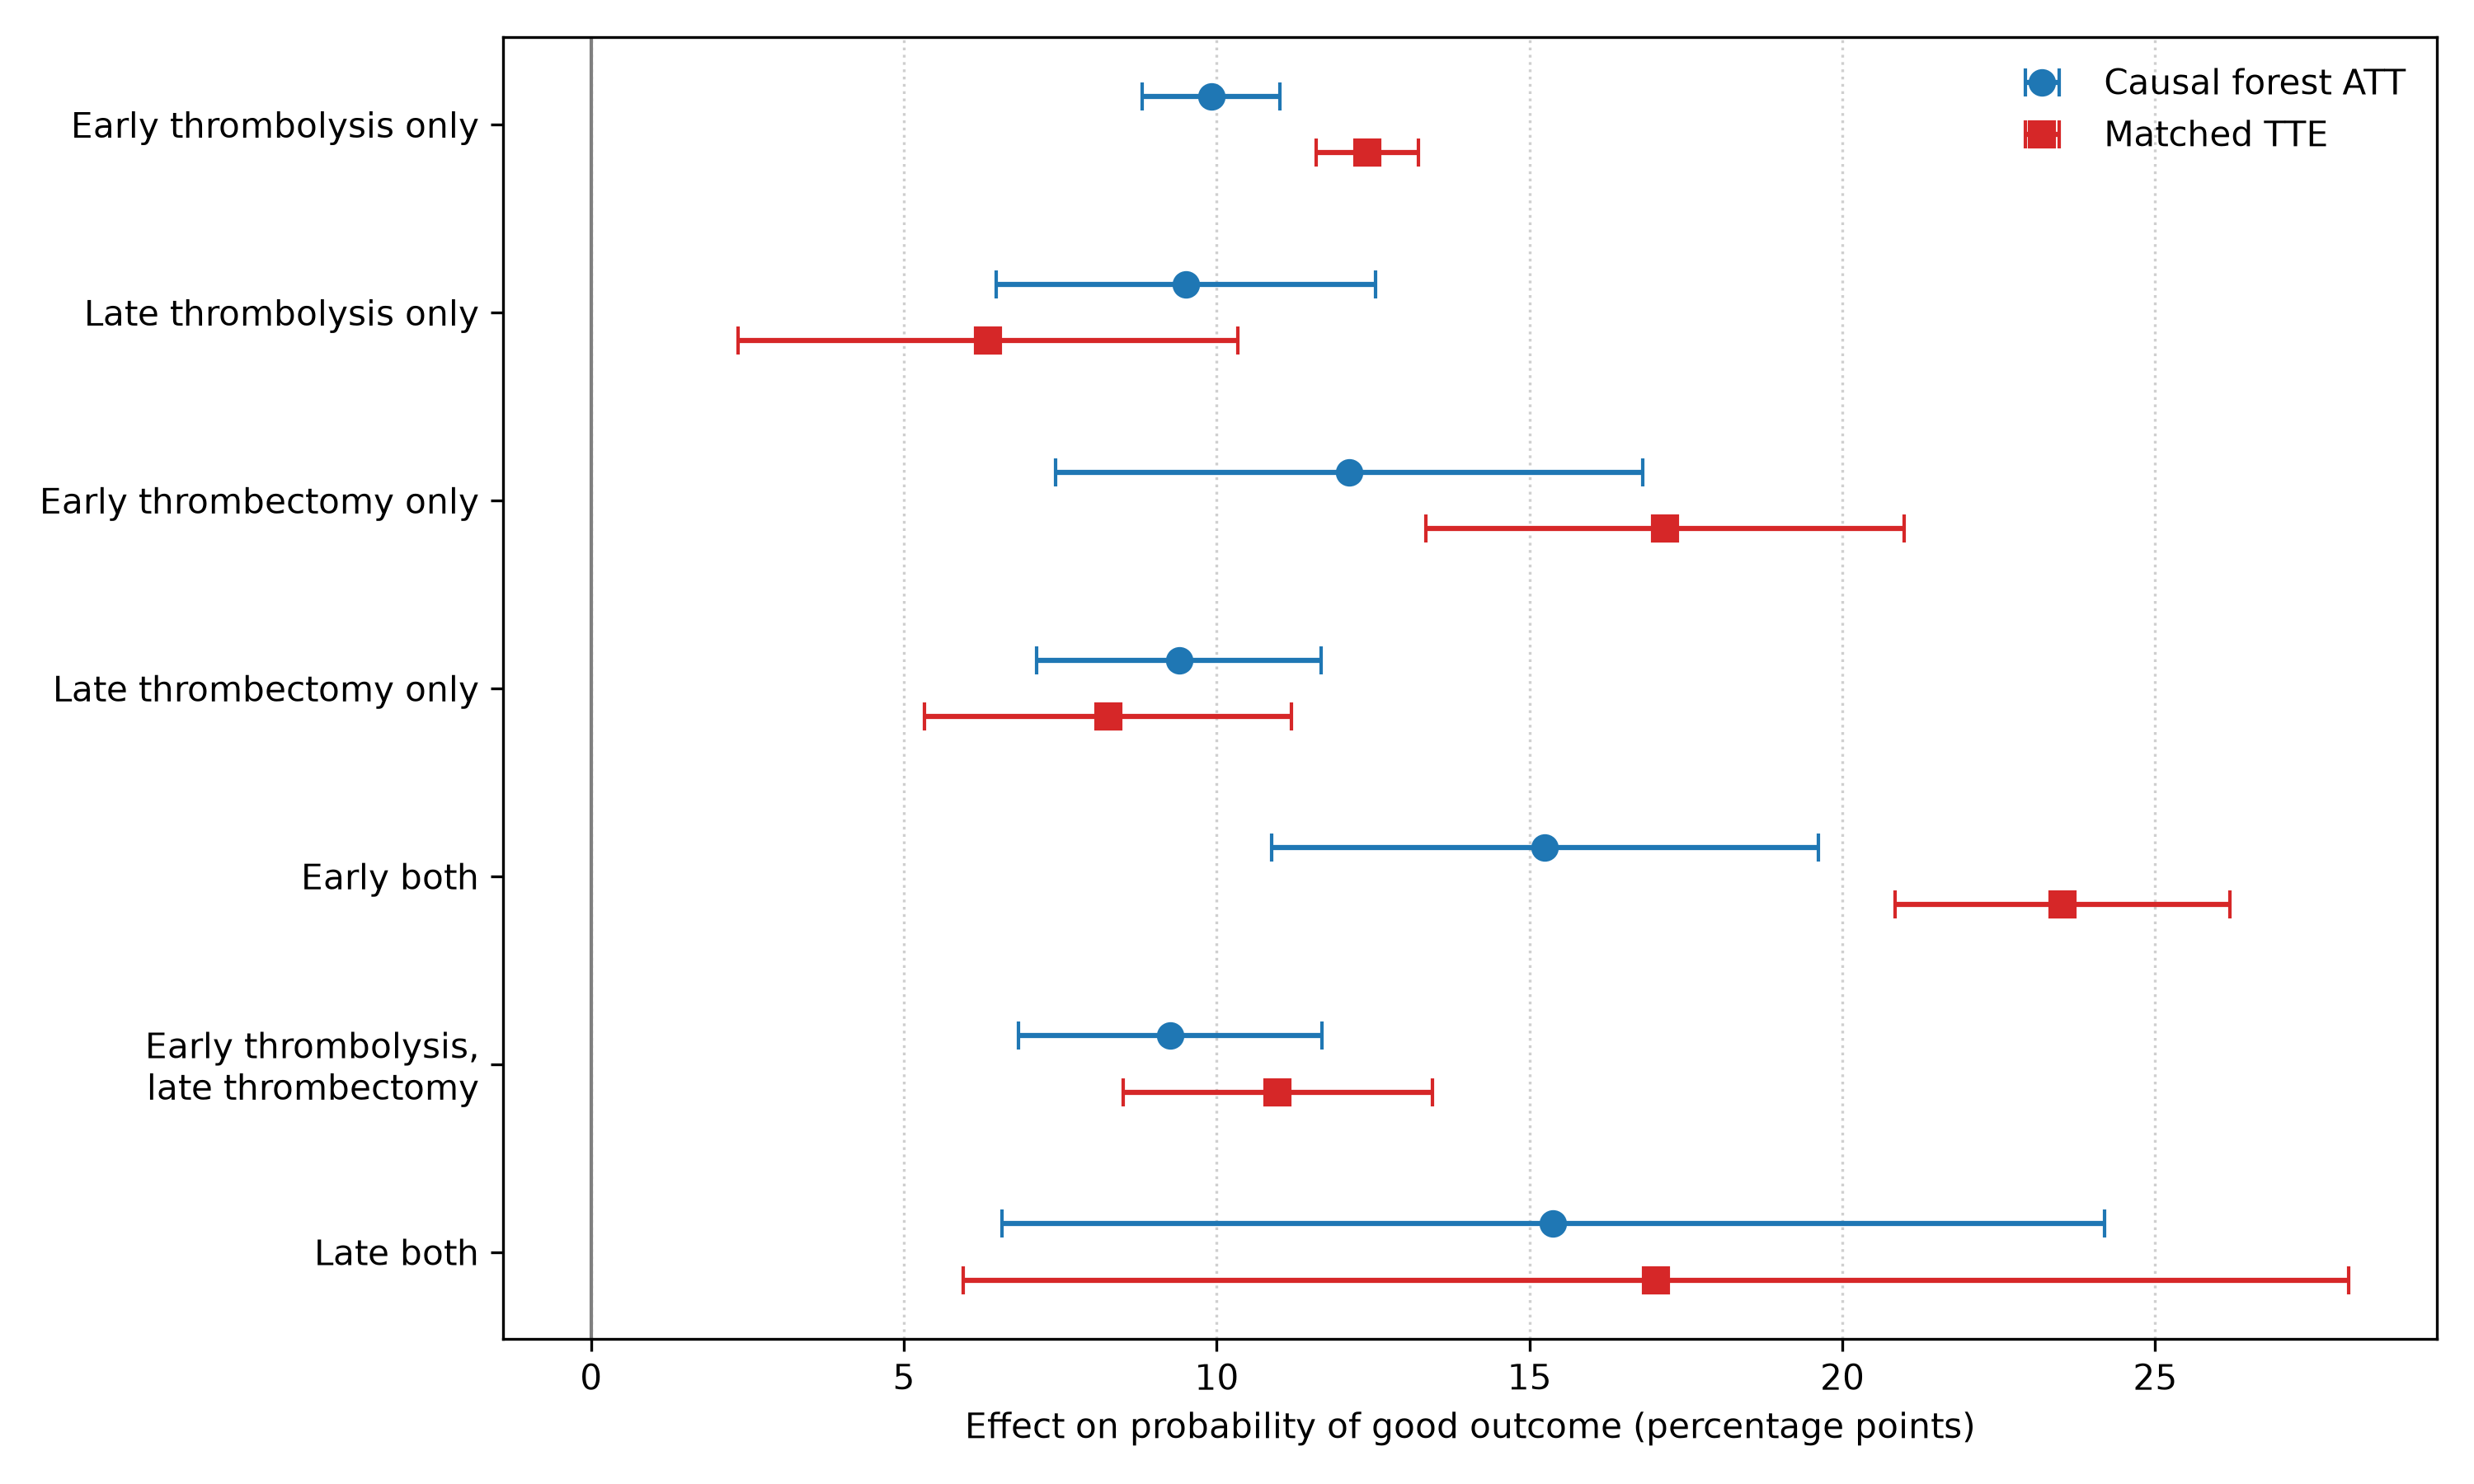 Causal forest ATT
Matched TTE
Early thrombolysis only
Late thrombolysis only
Early thrombectomy only
Late thrombectomy only
Early both
Early thrombolysis,
late thrombectomy
Late both
0 5 10 15 20 25
Effect on probability of good outcome (percentage points)